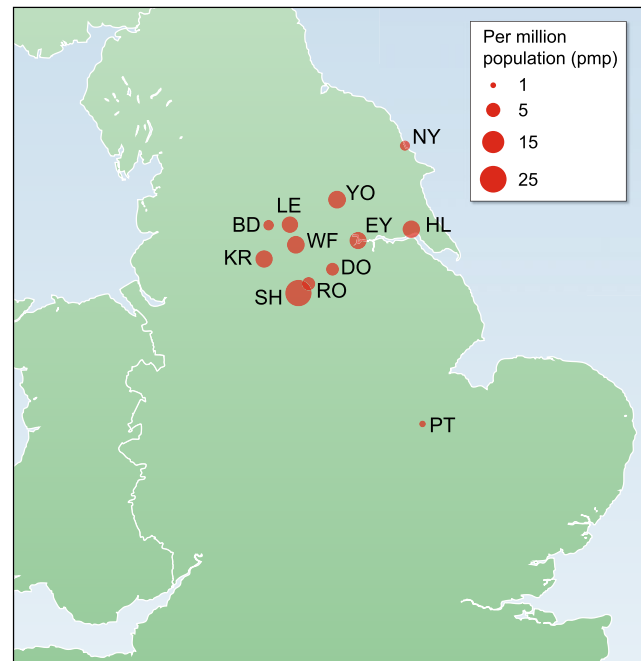 Per million
population (pmp)
1
5
15
25
NY
YO
LE
BD
EY
HL
WF
KR
DO
RO
SH
PT